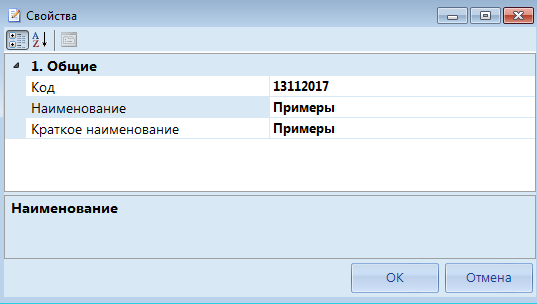 Свойства
A
Z
1. Общие
Код 13112017
Наименование Примеры
Краткое наименование Примеры
Наименование
OK Отмена